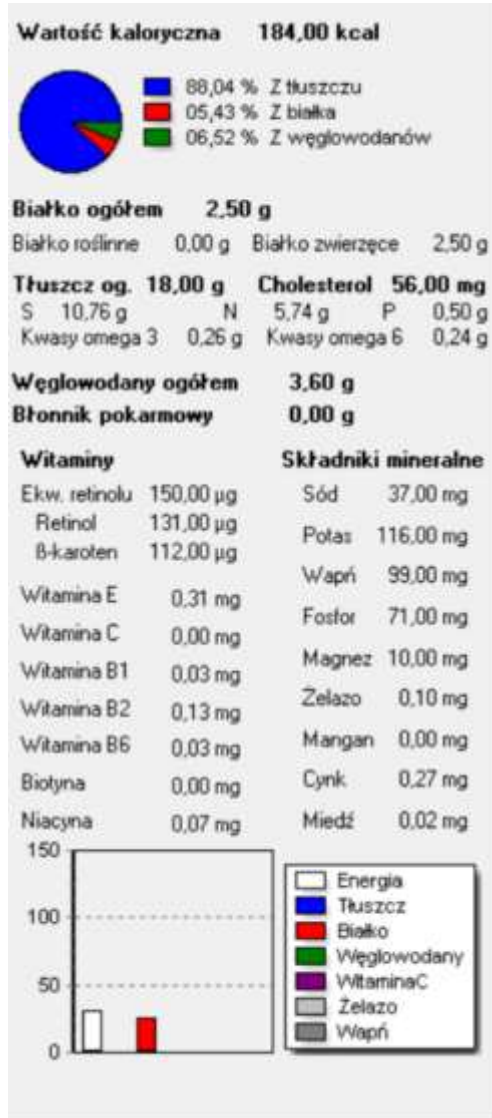 Wartość kaloryczna 184,00 kcal
88,04 % Z tłuszczu
05,43 % Z białka
06,52 % Z węglowodanów
Białko ogółem 2,50 g
Białko roślinne 0,00 g Białko zwierzęce 2,50 g
Tłuszcz og. 18,00 g Cholesterol 56,00 mg
S 10,76 g N 5,74 g P 0,50 g
Kwasy omega 3 0,26 g Kwasy omega 6 0,24 g
Węglowodany ogółem 3,60 g
Błonnik pokarmowy 0,00 g
Witaminy Składniki mineralne
Ekw. retinolu 150,00 µg Sód 37,00 mg
Retinol 131,00 µg Potas 116,00 mg
ß-karoten 112,00 µg Wapń 99,00 mg
Witamina E 0,31 mg Fosfor 71,00 mg
Witamina C 0,00 mg Magnez 10,00 mg
Witamina B1 0,03 mg Żelazo 0,10 mg
Witamina B2 0,13 mg Mangan 0,00 mg
Witamina B6 0,03 mg Cynk 0,27 mg
Biotyna 0,00 mg Miedź 0,02 mg
Niacyna 0,07 mg
150
100
50
0
Energia
Tłuszcz
Białko
Węglowodany
WitaminaC
Żelazo
Wapń